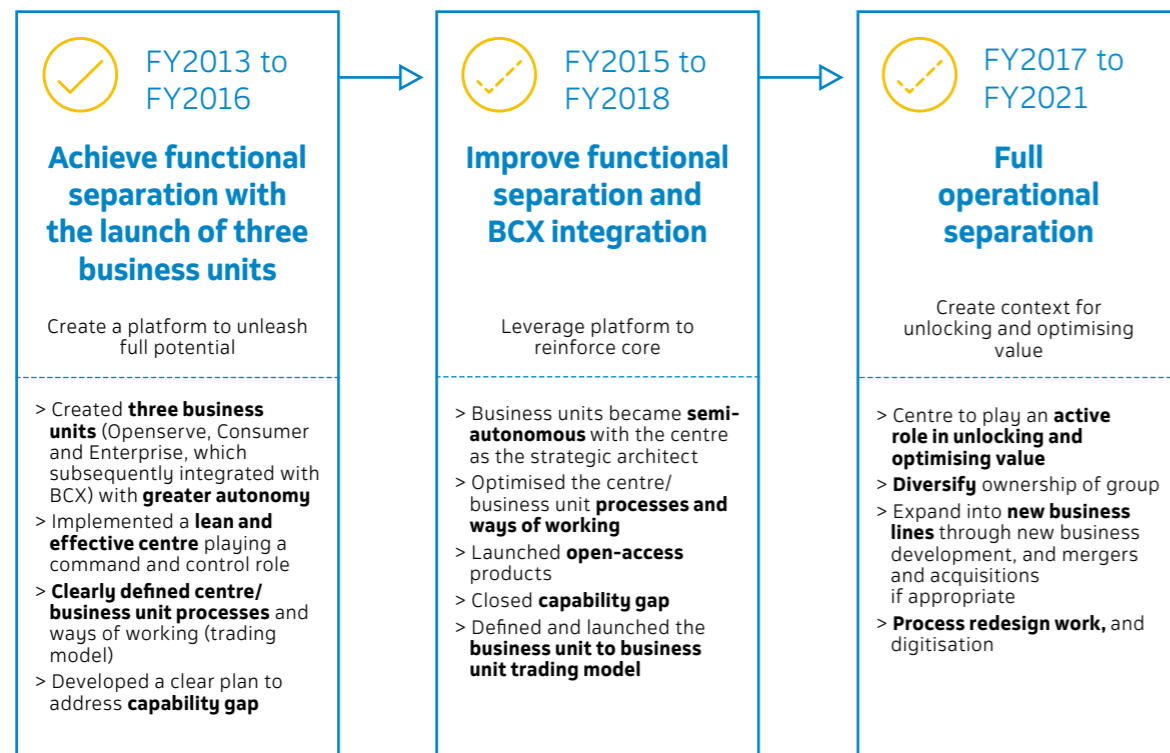 FY2013 to
FY2016
Achieve functional
separation with
the launch of three
business units
Create a platform to unleash
full potential
> Created three business
units (Openserve, Consumer
and Enterprise, which
subsequently integrated with
BCX) with greater autonomy
> Implemented a lean and
effective centre playing a
command and control role
> Clearly defined centre/
business unit processes and
ways of working (trading
model)
> Developed a clear plan to
address capability gap
FY2015 to
FY2018
Improve functional
separation and
BCX integration
Leverage platform to
reinforce core
> Business units became semi-
autonomous with the centre
as the strategic architect
> Optimised the centre/
business unit processes and
ways of working
> Launched open-access
products
> Closed capability gap
> Defined and launched the
business unit to business
unit trading model
FY2017 to
FY2021
Full
operational
separation
Create context for
unlocking and optimising
value
> Centre to play an active
role in unlocking and
optimising value
> Diversify ownership of group
> Expand into new business
lines through new business
development, and mergers
and acquisitions
if appropriate
> Process redesign work, and
digitisation